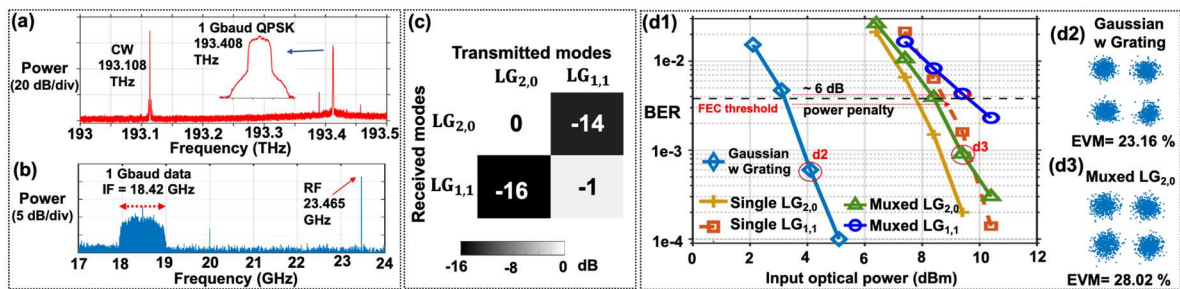 (a)
1 Gbaud QPSK
193.408
THz
CW
193.108
THz
Power
(20 dB/div)
193 193.1 193.2 193.3 193.4 193.5
Frequency (THz)
(b)
1 Gbaud data
IF = 18.42 GHz
RF
23.465
GHz
Power
(5 dB/div)
17 18 19 20 21 22 23 24
Frequency (GHz)
(c)
Transmitted modes
LG2,0 LG1,1
Received modes
LG2,0
0 -14
LG1,1
-16 -1
-16 -8 0 dB
(d1)
1e-1
1e-2
BER
1e-3
1e-4
~ 6 dB
FEC threshold
power penalty
d2
d3
Gaussian
w Grating
Single LG2,0
Muxed LG2,0
Single LG1,1
Muxed LG1,1
0 2 4 6 8 10 12
Input optical power (dBm)
(d2)
Gaussian
w Grating
EVM= 23.16 %
(d3)
Muxed LG2,0
EVM= 28.02 %